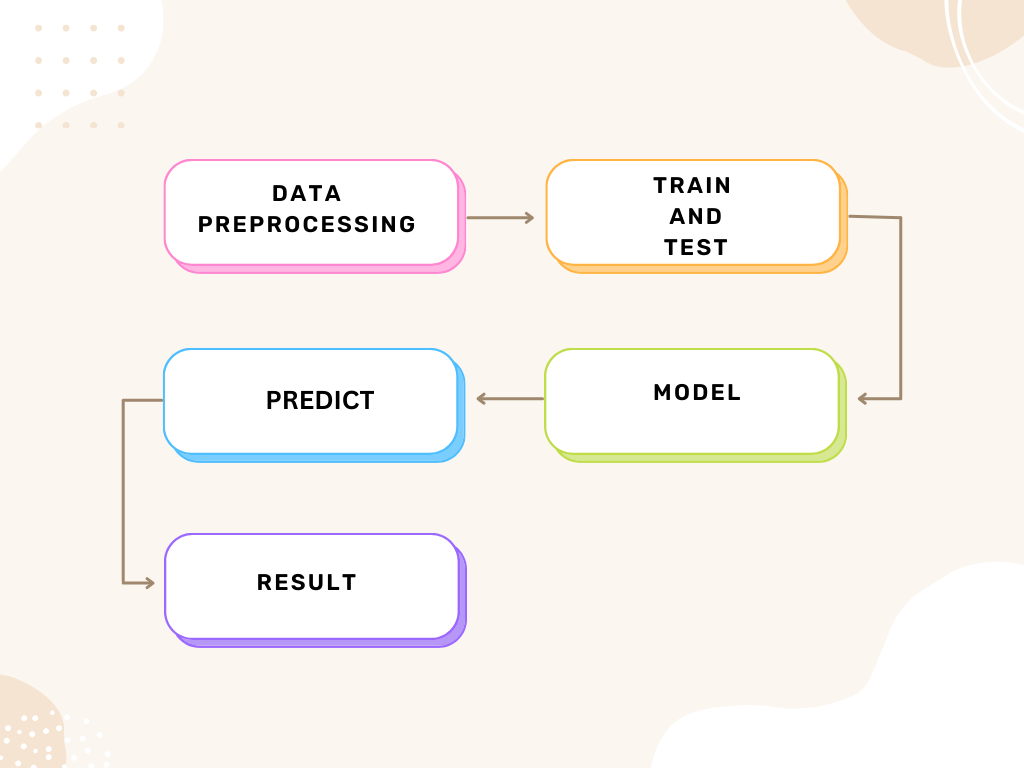 DATA
PREPROCESSING
TRAIN
AND
TEST
MODEL
PREDICT
RESULT